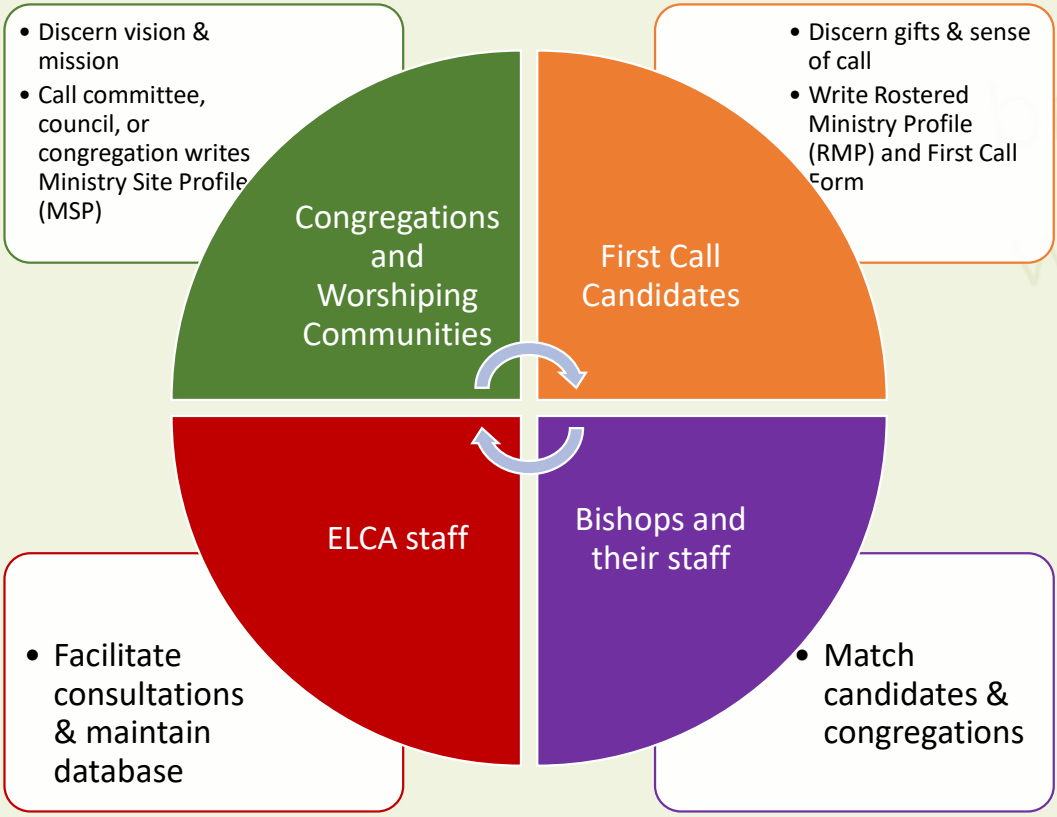 • Discern vision &
mission
• Call committee,
council, or
congregation writes
Ministry Site Profile
(MSP)
• Discern gifts & sense
of call
• Write Rostered
Ministry Profile
(RMP) and First Call
Form
Congregations
and
Worshiping
Communities
First Call
Candidates
ELCA staff
Bishops and
their staff
• Facilitate
consultations
& maintain
database
• Match
candidates &
congregations